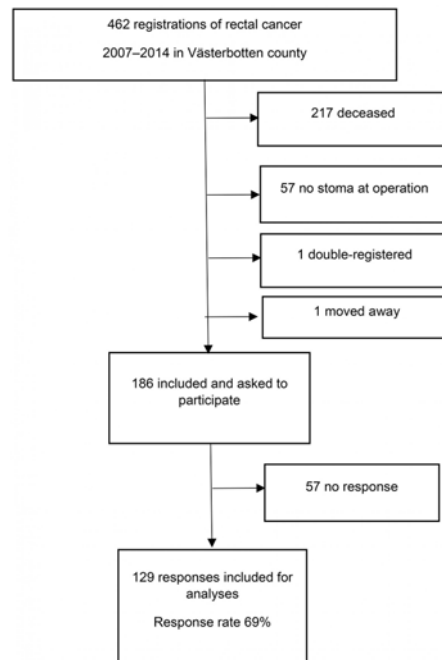 462 registrations of rectal cancer
2007–2014 in Västerbotten county
217 deceased
57 no stoma at operation
1 double-registered
1 moved away
186 included and asked to
participate
57 no response
129 responses included for
analyses
Response rate 69%